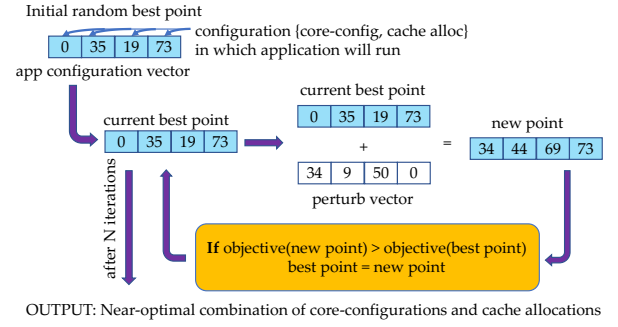 Initial random best point
configuration {core-config, cache alloc}
in which application will run
0 35 19 73
app configuration vector
current best point
0 35 19 73
current best point
0 35 19 73
+
34 9 50 0
perturb vector
=
new point
34 44 69 73
after N iterations
If objective(new point) > objective(best point)
best point = new point
OUTPUT: Near-optimal combination of core-configurations and cache allocations